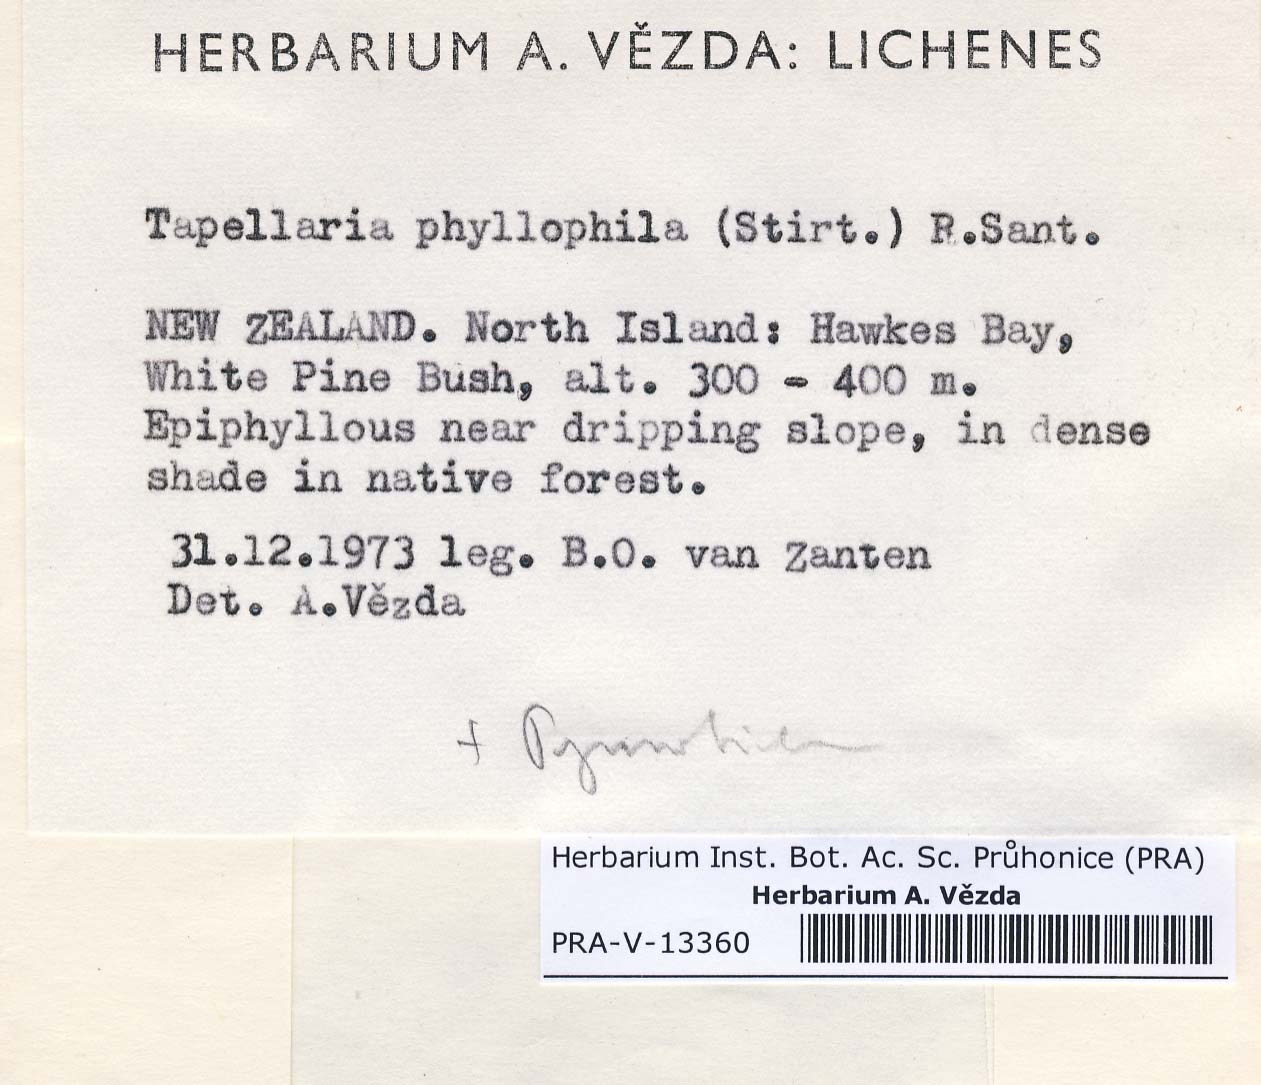 HERBARIUM A. VĚZDA: LICHENES
Tapellaria phyllophila (Stirt.) R.Sant.
NEW ZEALAND. North Island: Hawkes Bay,
White Pine Bush, alt. 300 - 400 m.
Epiphyllous near dripping slope, in dense
shade in native forest.
31.12.1973 leg. B.O. van Zanten
Det. A.Vězda
+
Herbarium Inst. Bot. Ac. Sc. Průhonice (PRA)
Herbarium A. Vězda
PRA-V-13360